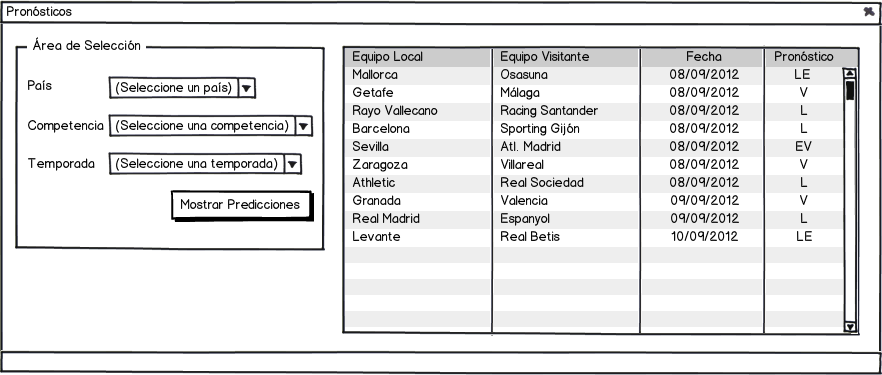 Pronósticos
Área de Selección
País (Seleccione un país)
Competencia (Seleccione una competencia)
Temporada (Seleccione una temporada)
Mostrar Predicciones
Equipo Local Equipo Visitante Fecha Pronóstico
Mallorca Osasuna 08/09/2012 LE
Getafe Málaga 08/09/2012 V
Rayo Vallecano Racing Santander 08/09/2012 L
Barcelona Sporting Gijón 08/09/2012 L
Sevilla Atl. Madrid 08/09/2012 EV
Zaragoza Villareal 08/09/2012 V
Athletic Real Sociedad 08/09/2012 L
Granada Valencia 09/09/2012 V
Real Madrid Espanyol 09/09/2012 L
Levante Real Betis 10/09/2012 LE